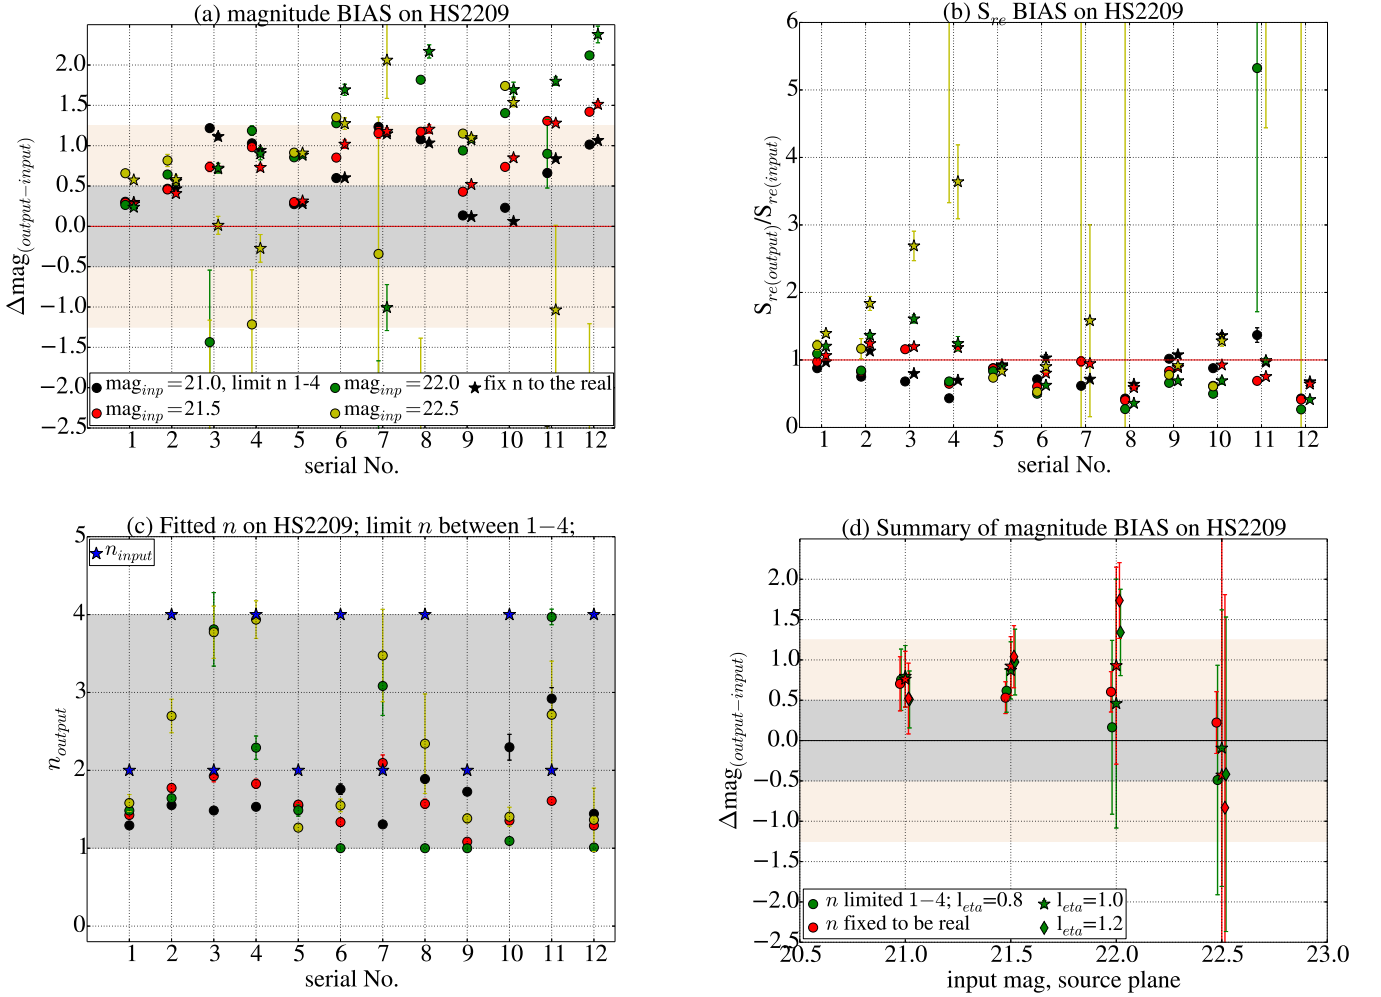 (a) magnitude BIAS on HS2209
2.0
1.5
1.0
0.5
0.0
−0.5
−1.0
−1.5
−2.0
−2.5
Δmag(output−input)
mag_inp=21.0, limit n 1-4
mag_inp=21.5
mag_inp=22.0
mag_inp=22.5
fix n to the real
1 2 3 4 5 6 7 8 9 10 11 12
serial No.
(b) S_re BIAS on HS2209
6
5
4
3
2
1
0
S_re(output)/S_re(input)
1 2 3 4 5 6 7 8 9 10 11 12
serial No.
(c) Fitted n on HS2209; limit n between 1−4;
n_input
5
4
3
2
1
0
n_output
1 2 3 4 5 6 7 8 9 10 11 12
serial No.
(d) Summary of magnitude BIAS on HS2209
2.0
1.5
1.0
0.5
0.0
−0.5
−1.0
−1.5
−2.0
−2.5
Δmag(output−input)
n limited 1−4; l_eta=0.8
n fixed to be real
l_eta=1.0
l_eta=1.2
20.5 21.0 21.5 22.0 22.5 23.0
input mag, source plane